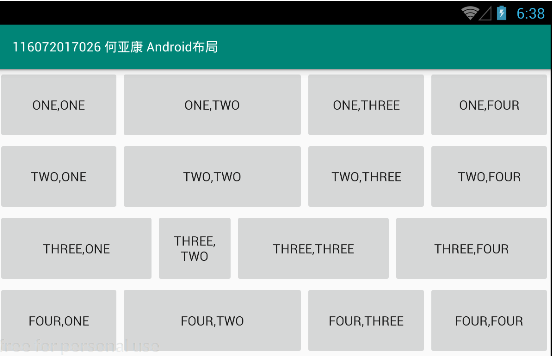 6:38
116072017026 何亚康 Android布局
ONE,ONE ONE,TWO ONE,THREE ONE,FOUR
TWO,ONE TWO,TWO TWO,THREE TWO,FOUR
THREE,ONE THREE, TWO THREE,THREE THREE,FOUR
FOUR,ONE FOUR,TWO FOUR,THREE FOUR,FOUR
free for personal use